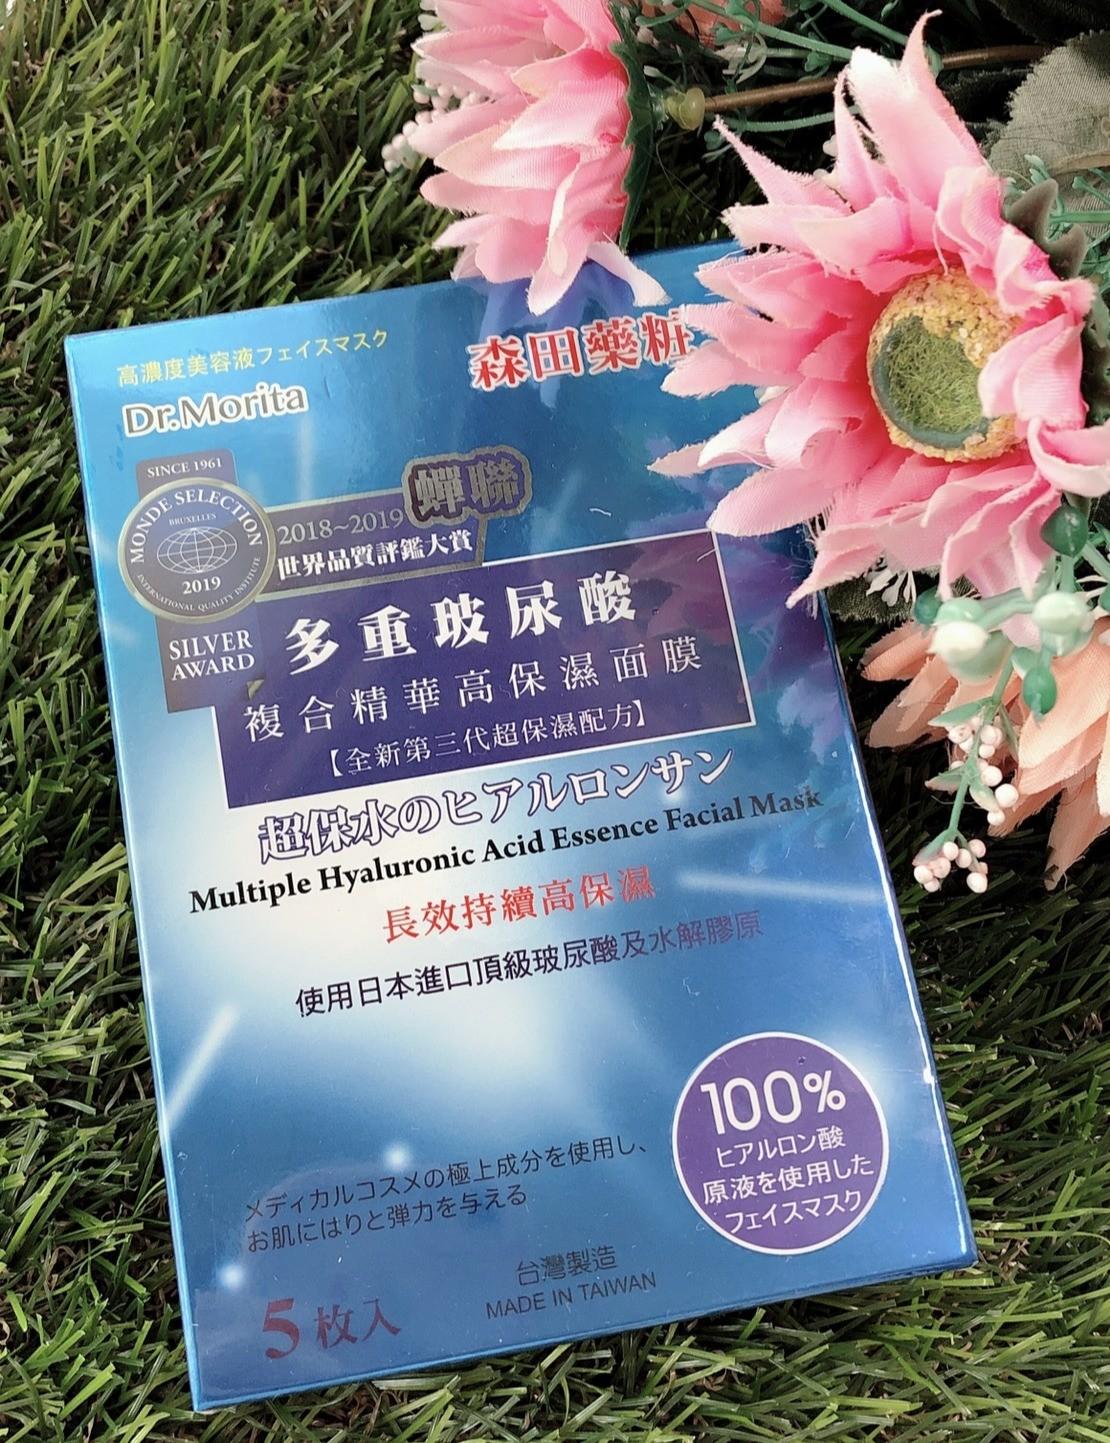 高濃度美容液フェイスマスク
Dr.Morita
森田藥粧
SINCE 1961
MONDE SELECTION
BRUXELLES
2019
INTERNATIONAL QUALITY INSTITUTE
SILVER
AWARD
2018~2019 蟬聯
世界品質評鑑大賞
多重玻尿酸
複合精華高保濕面膜
【全新第三代超保濕配方】
超保水のヒアルロンサン
Multiple Hyaluronic Acid Essence Facial Mask
長效持續高保濕
使用日本進口頂級玻尿酸及水解膠原
100%
ヒアルロン酸
原液を使用した
フェイスマスク
メディカルコスメの極上成分を使用し、
お肌にはりと弾力を与える
台灣製造
MADE IN TAIWAN
5枚入